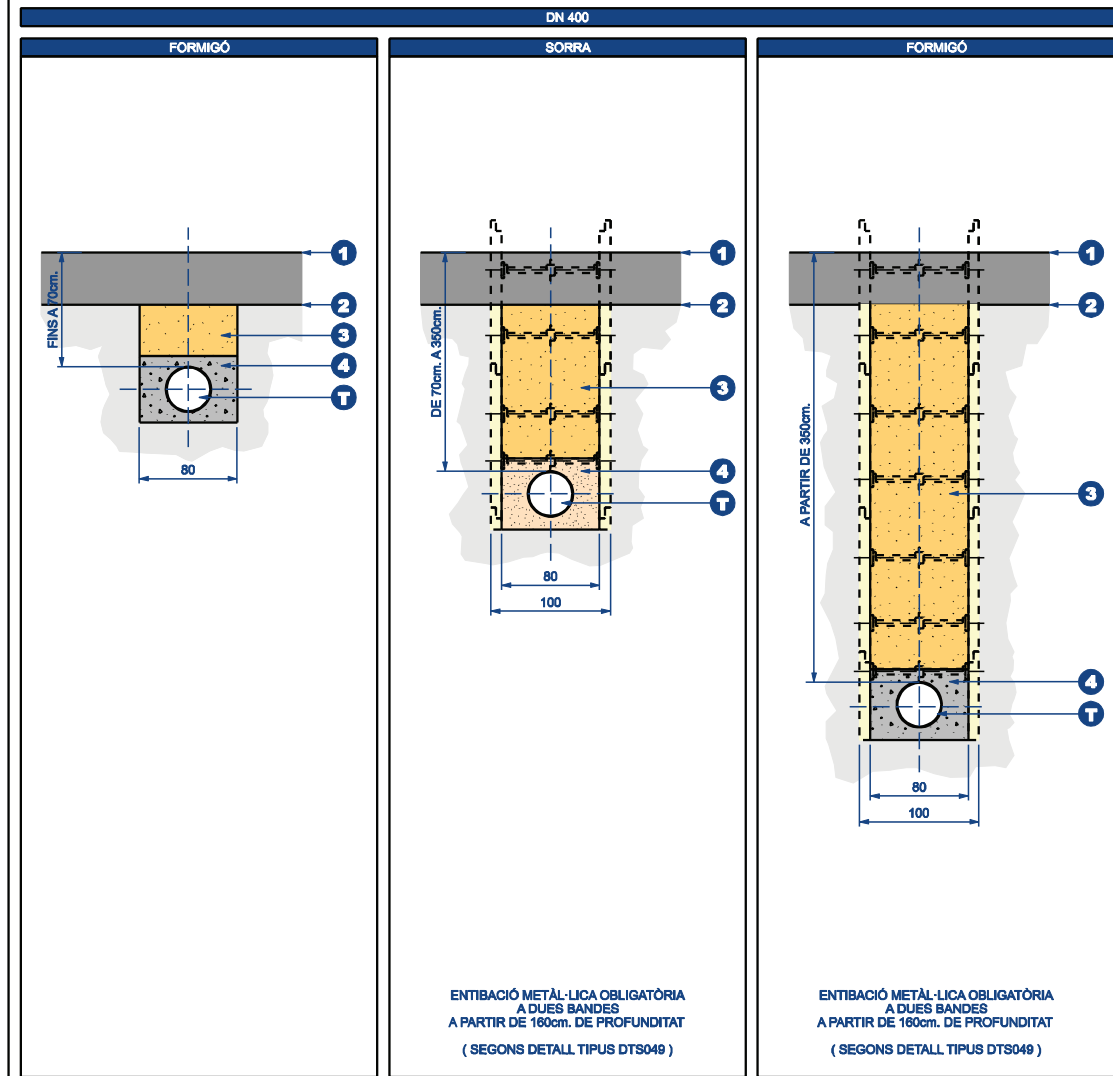 DN 400
FORMIGÓ
FINS A 70cm.
1
2
3
4
T
80
SORRA
DE 70cm. A 350cm.
1
2
3
4
T
80
100
ENTIBACIÓ METÀL·LICA OBLIGATÒRIA
A DUES BANDES
A PARTIR DE 160cm. DE PROFUNDITAT
( SEGONS DETALL TIPUS DTS049 )
FORMIGÓ
A PARTIR DE 350cm.
1
2
3
4
T
80
100
ENTIBACIÓ METÀL·LICA OBLIGATÒRIA
A DUES BANDES
A PARTIR DE 160cm. DE PROFUNDITAT
( SEGONS DETALL TIPUS DTS049 )